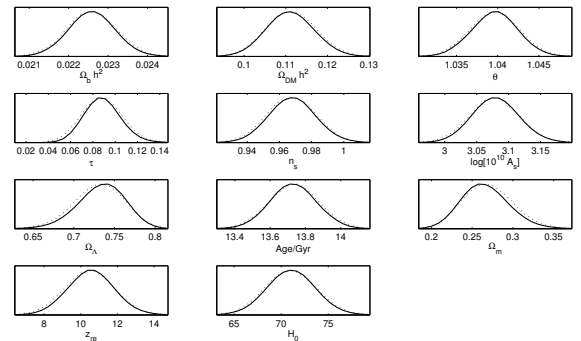 0.021 0.022 0.023 0.024
Ω_b h²
0.1 0.11 0.12 0.13
Ω_DM h²
1.035 1.04 1.045
θ
0.02 0.04 0.06 0.08 0.1 0.12 0.14
τ
0.94 0.96 0.98 1
n_s
3 3.05 3.1 3.15
log[10¹⁰ A_s]
0.65 0.7 0.75 0.8
Ω_Λ
13.4 13.6 13.8 14
Age/Gyr
0.2 0.25 0.3 0.35
Ω_m
8 10 12 14
z_re
65 70 75
H_0